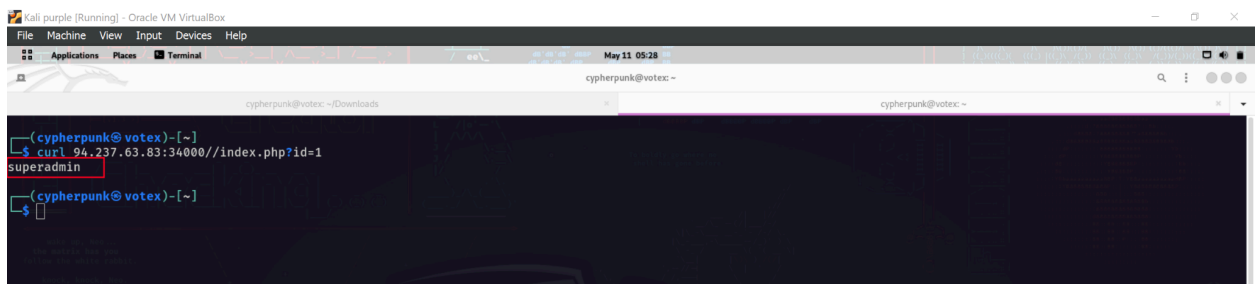 Kali purple [Running] - Oracle VM VirtualBox
File Machine View Input Devices Help
Applications Places Terminal May 11 05:28
cypherpunk@votex: ~
cypherpunk@votex: ~/Downloads cypherpunk@votex: ~
(cypherpunk㉿votex)-[~]
$ curl 94.237.63.83:34000//index.php?id=1
superadmin
(cypherpunk㉿votex)-[~]
$